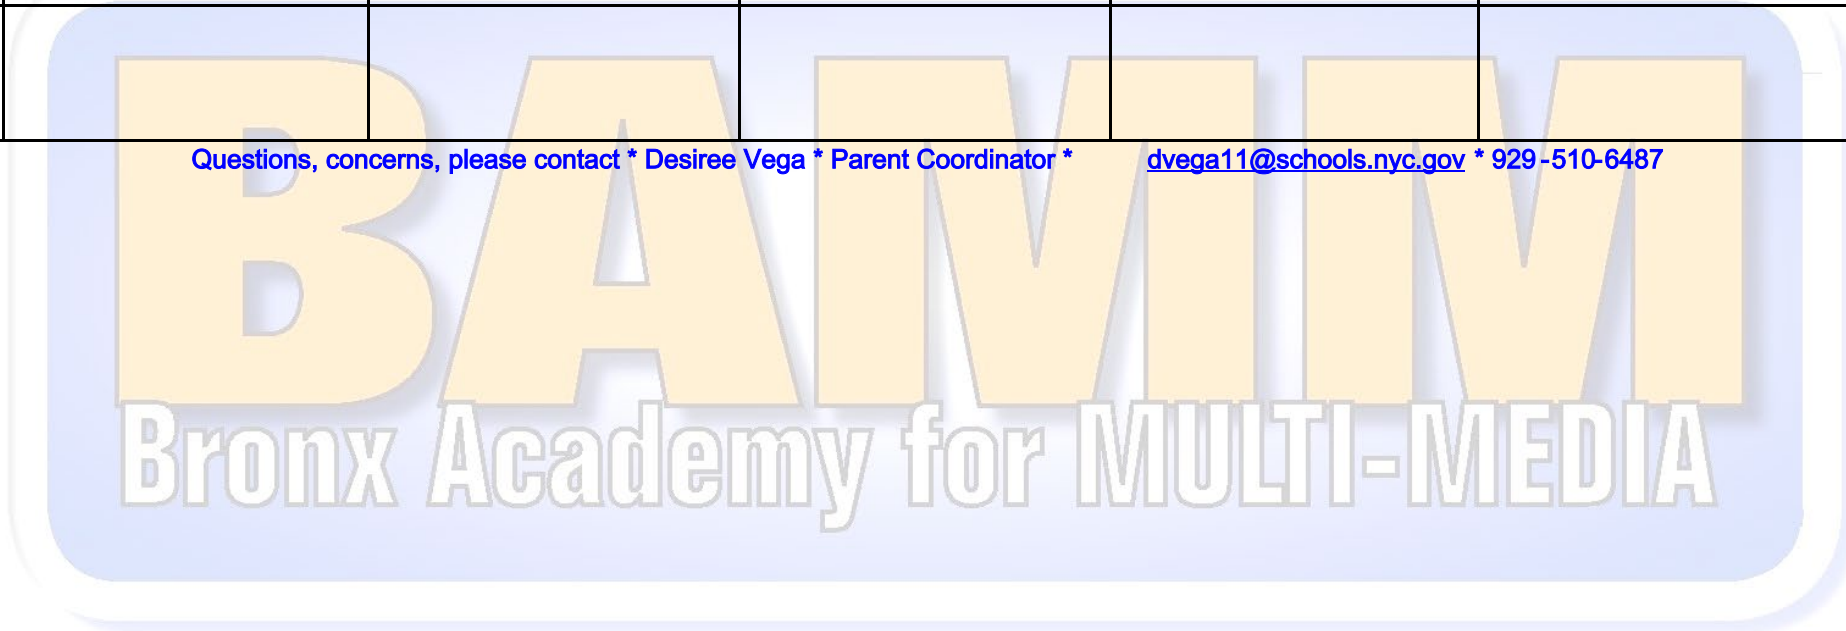 Questions, concerns, please contact * Desiree Vega * Parent Coordinator * dvega11@schools.nyc.gov * 929-510-6487
BAMM
Bronx Academy for MULTI-MEDIA